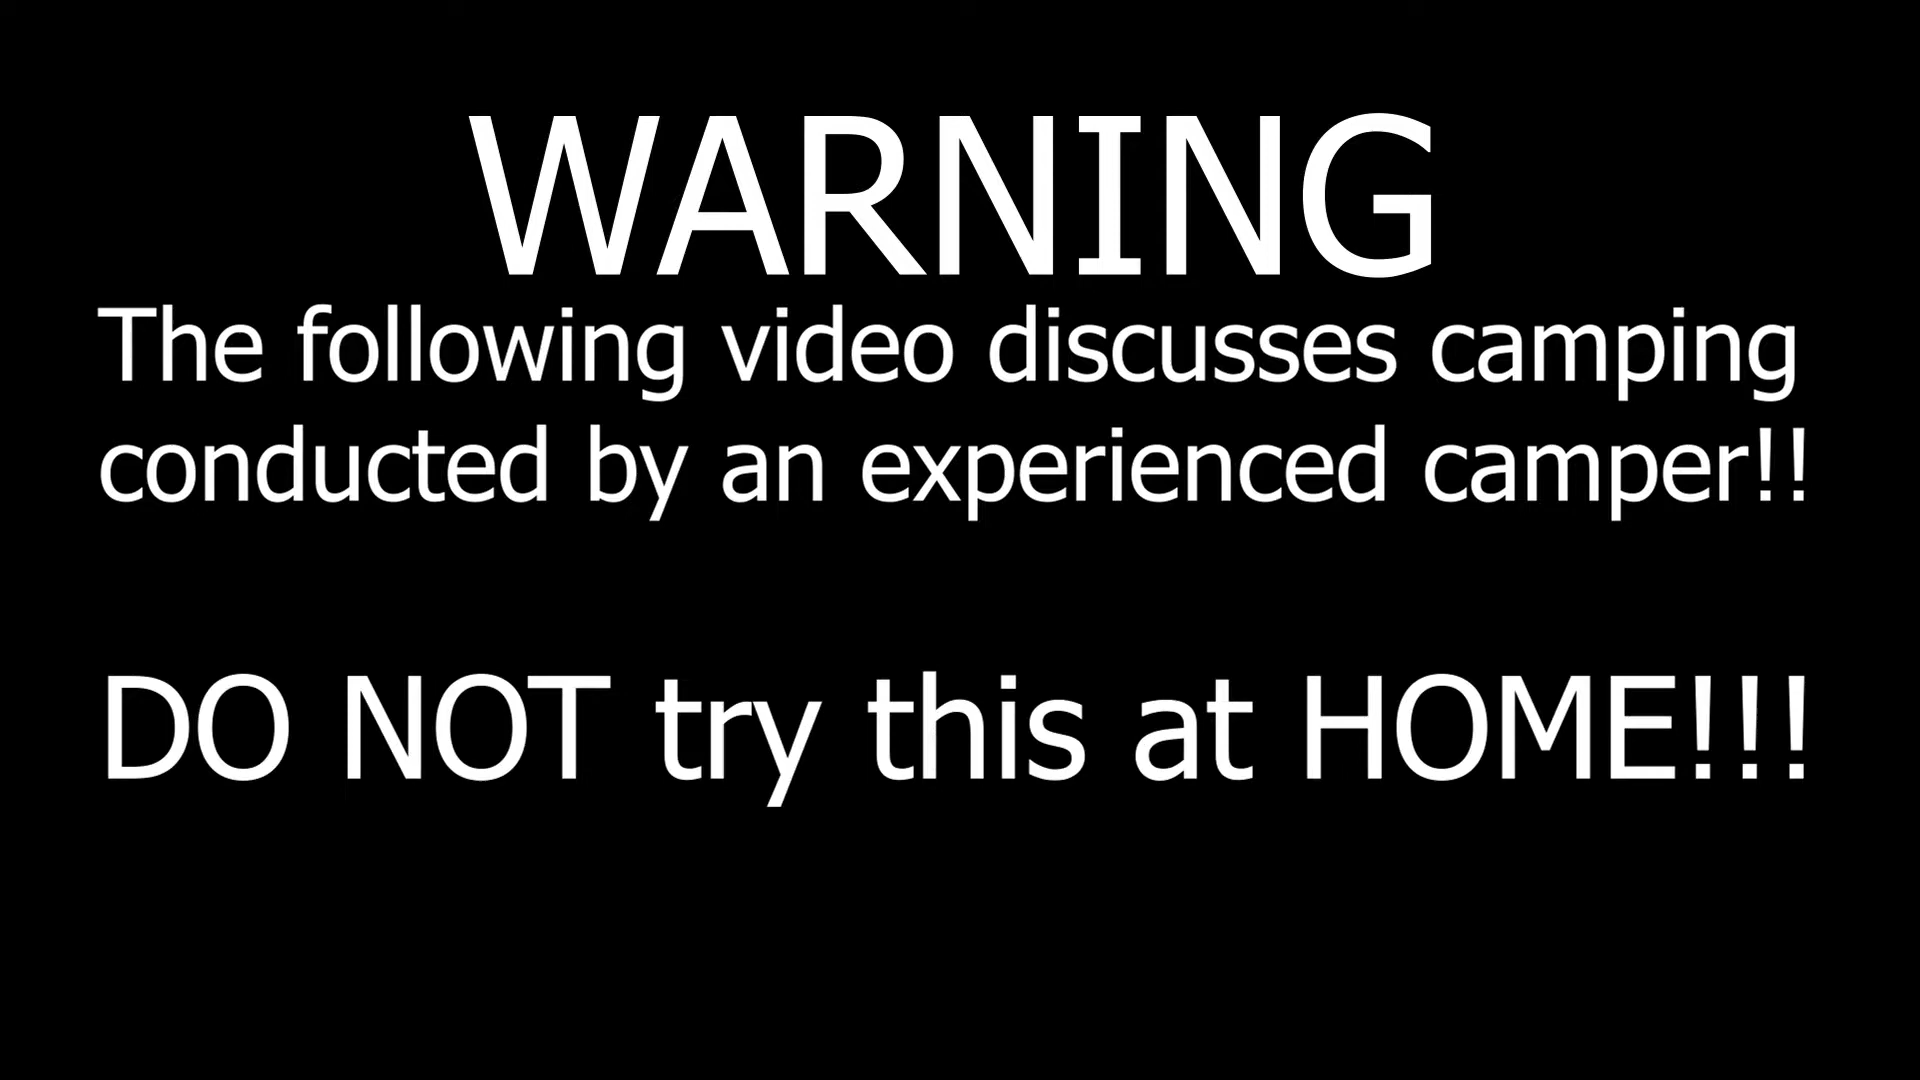 WARNING
The following video discusses camping
conducted by an experienced camper!!
DO NOT try this at HOME!!!